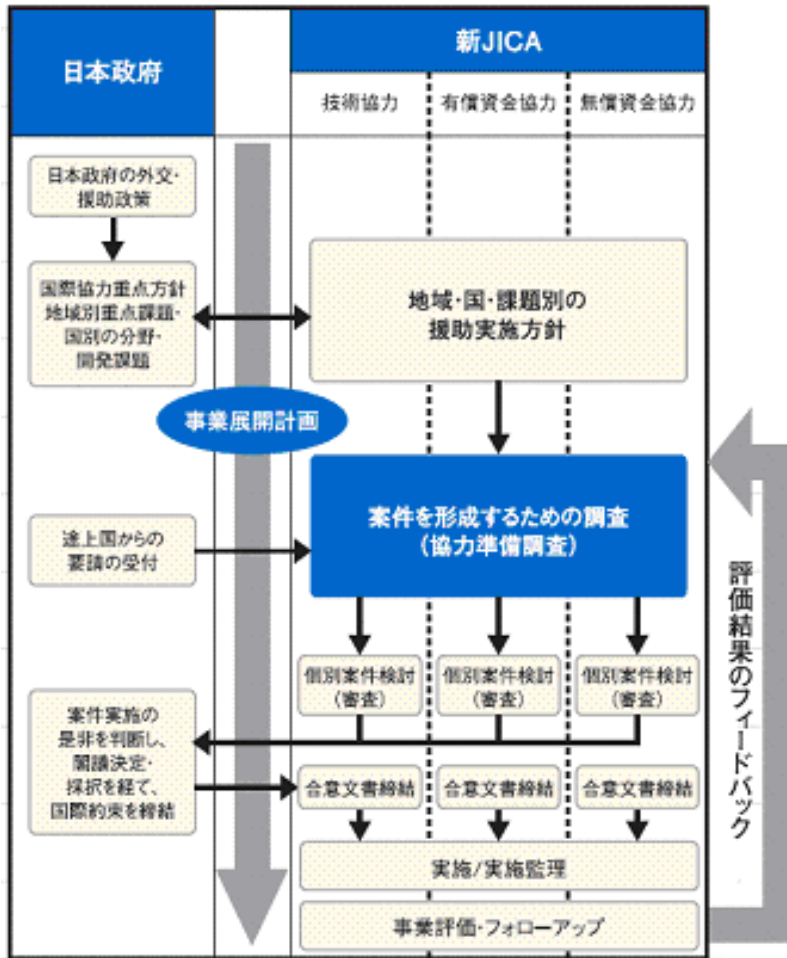 日本政府
新JICA
技術協力
有償資金協力
無償資金協力
日本政府の外交・
援助政策
国際協力重点方針
地域別重点課題・
国別の分野・
開発課題
地域・国・課題別の
援助実施方針
事業展開計画
途上国からの
要請の受付
案件を形成するための調査
(協力準備調査)
個別案件検討
(審査)
個別案件検討
(審査)
個別案件検討
(審査)
案件実施の
是非を判断し、
閣議決定・
採択を経て、
国際約束を締結
合意文書締結
合意文書締結
合意文書締結
実施/実施監理
事業評価・フォローアップ
評価結果のフィードバック